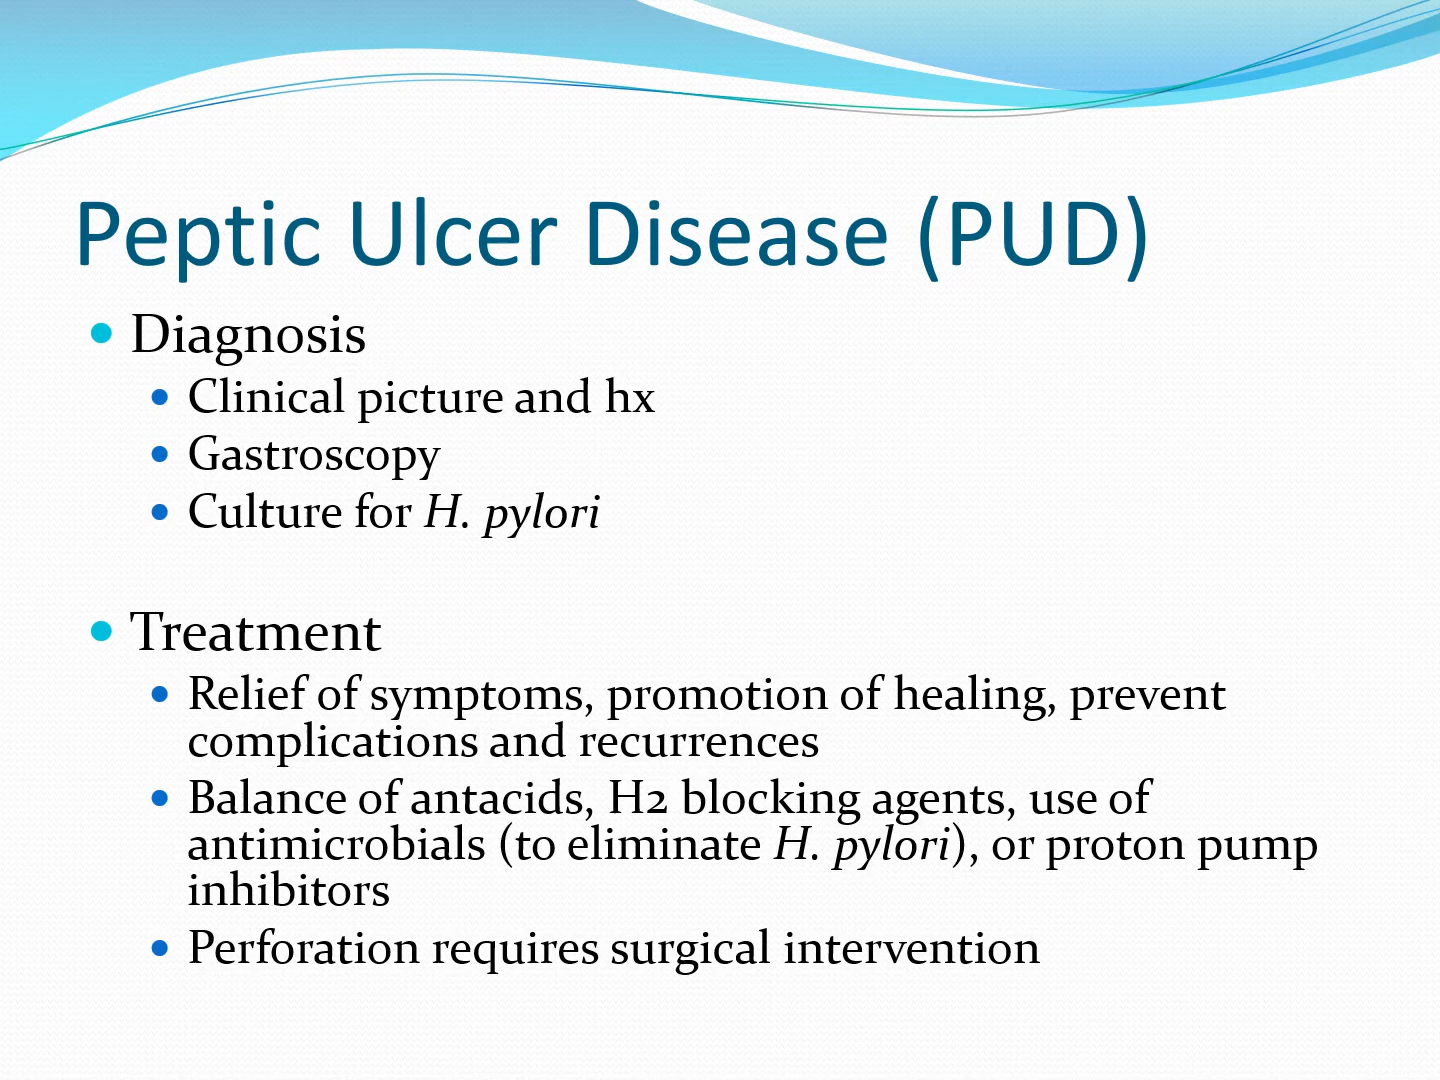 Peptic Ulcer Disease (PUD)
• Diagnosis
• Clinical picture and hx
• Gastroscopy
• Culture for H. pylori
• Treatment
• Relief of symptoms, promotion of healing, prevent
complications and recurrences
• Balance of antacids, H2 blocking agents, use of
antimicrobials (to eliminate H. pylori), or proton pump
inhibitors
• Perforation requires surgical intervention